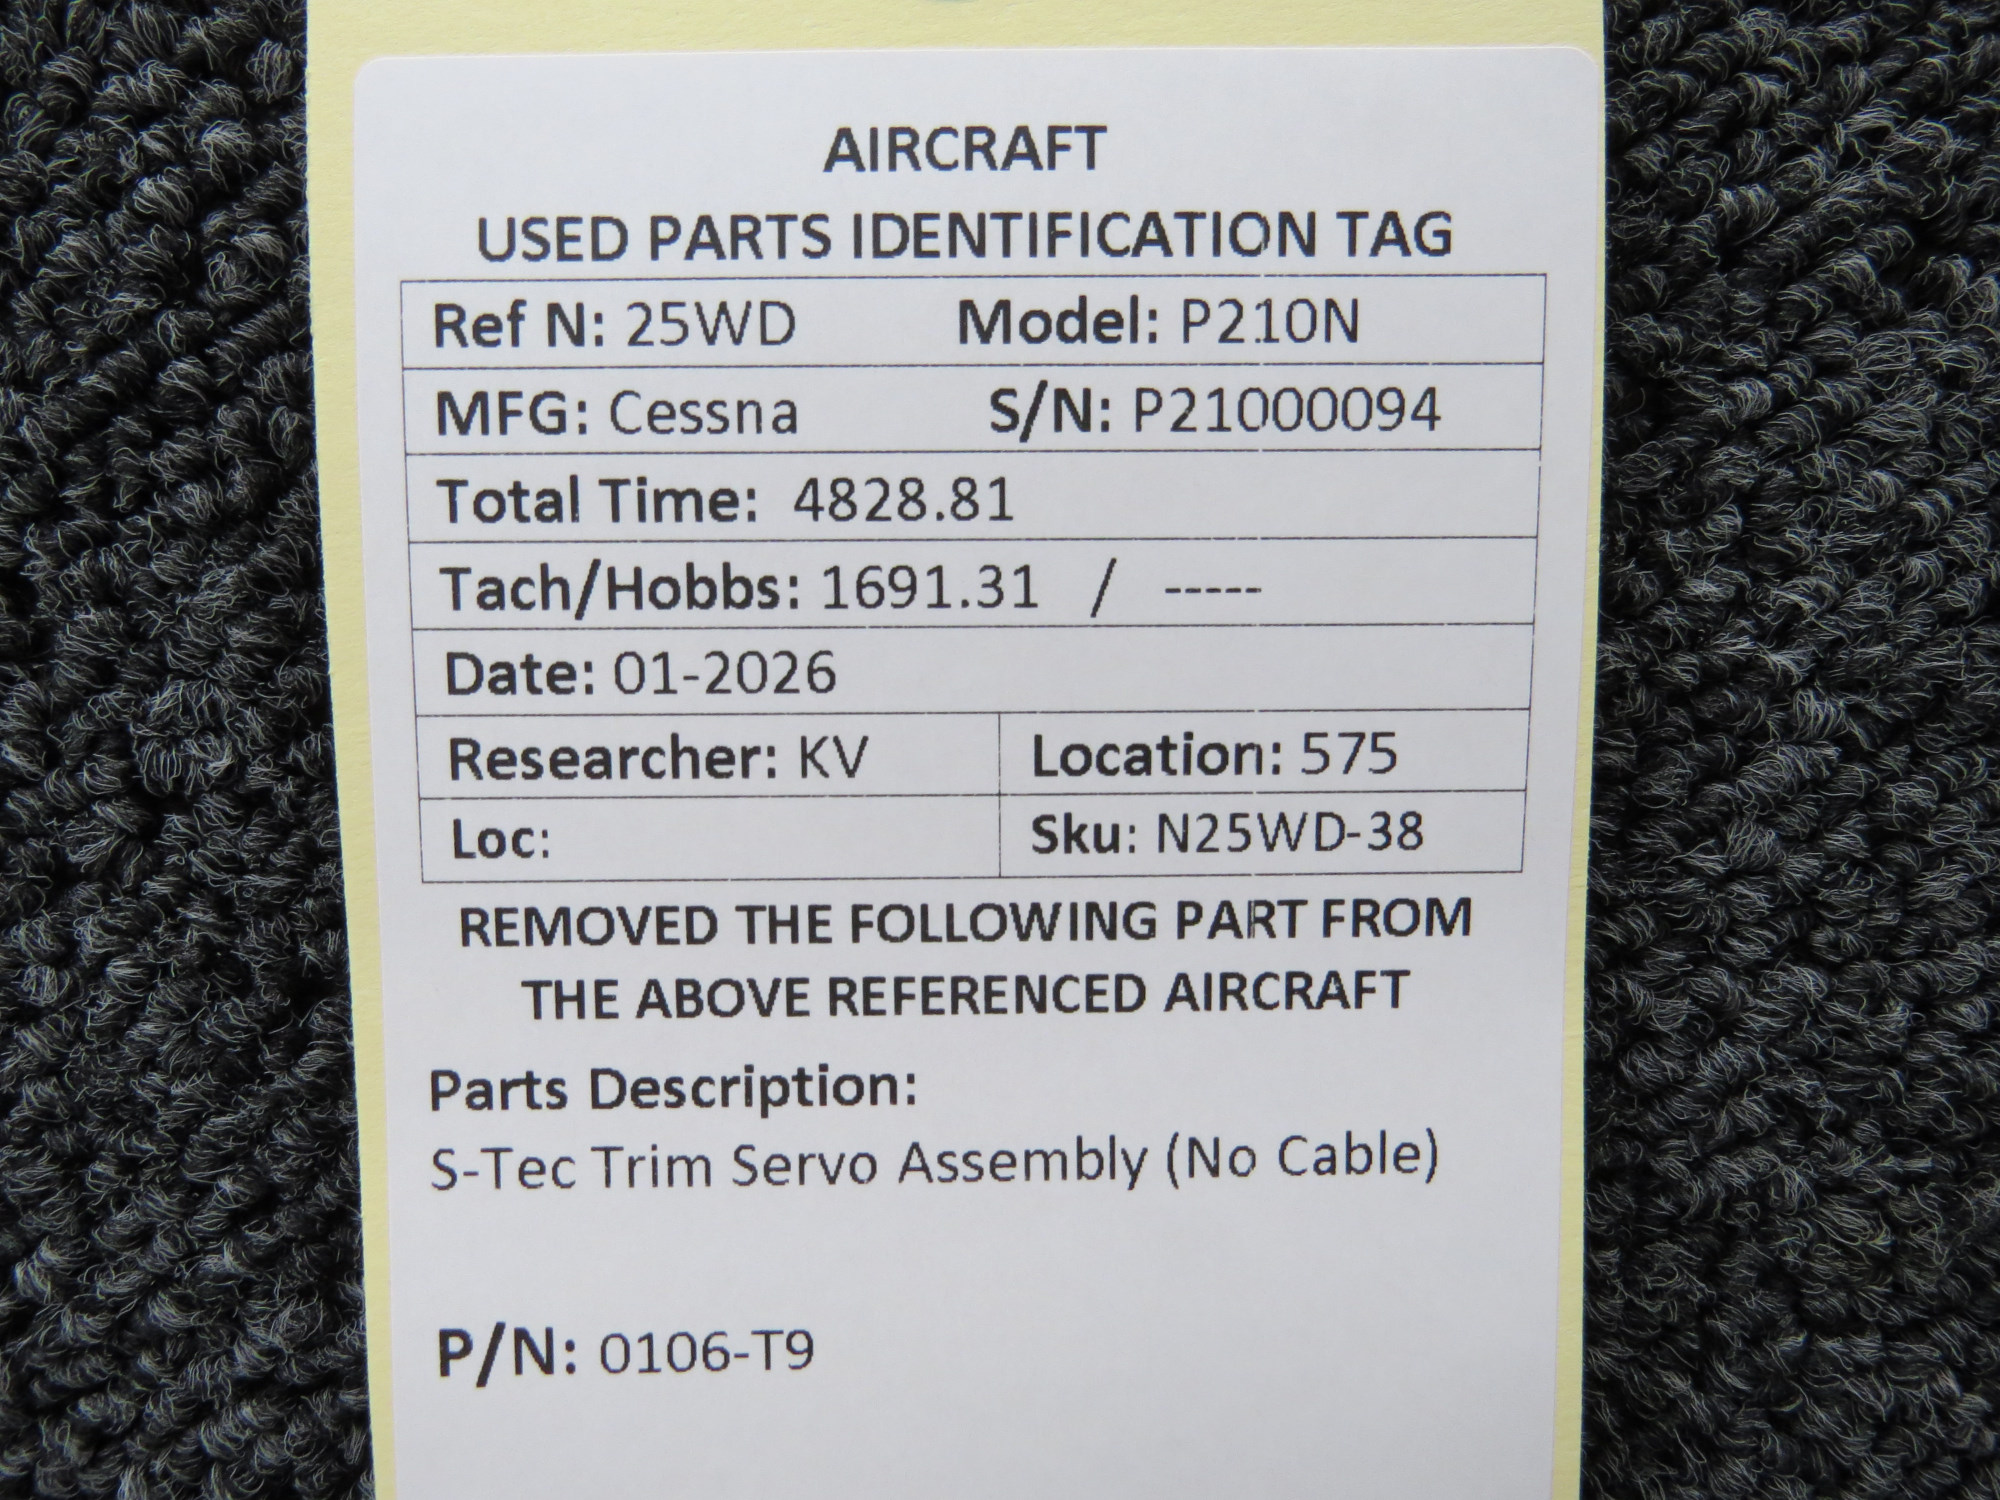 AIRCRAFT
USED PARTS IDENTIFICATION TAG
Ref N: 25WD Model: P210N
MFG: Cessna S/N: P21000094
Total Time: 4828.81
Tach/Hobbs: 1691.31 / -----
Date: 01-2026
Researcher: KV Location: 575
Loc: Sku: N25WD-38
REMOVED THE FOLLOWING PART FROM
THE ABOVE REFERENCED AIRCRAFT
Parts Description:
S-Tec Trim Servo Assembly (No Cable)
P/N: 0106-T9